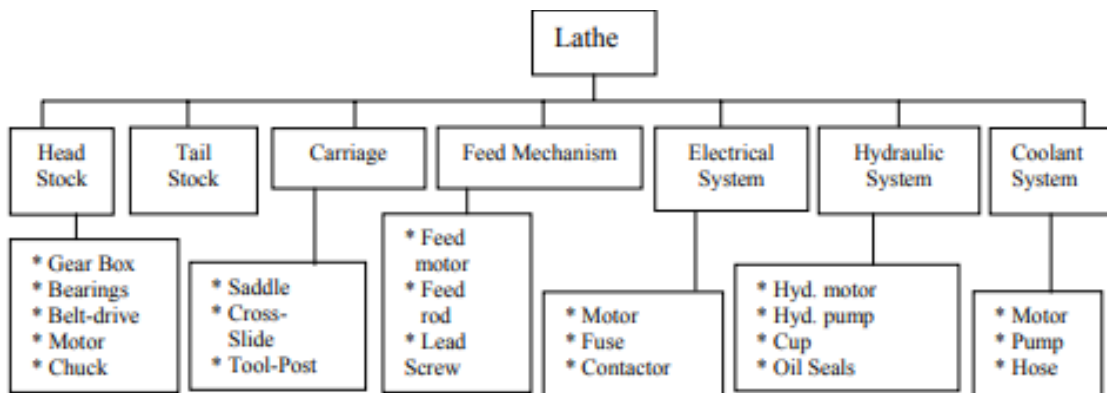 Lathe
Head
Stock
Tail
Stock
Carriage
Feed Mechanism
Electrical
System
Hydraulic
System
Coolant
System
* Gear Box
* Bearings
* Belt-drive
* Motor
* Chuck
* Saddle
* Cross-
Slide
* Tool-Post
* Feed
motor
* Feed
rod
* Lead
Screw
* Motor
* Fuse
* Contactor
* Hyd. motor
* Hyd. pump
* Cup
* Oil Seals
* Motor
* Pump
* Hose